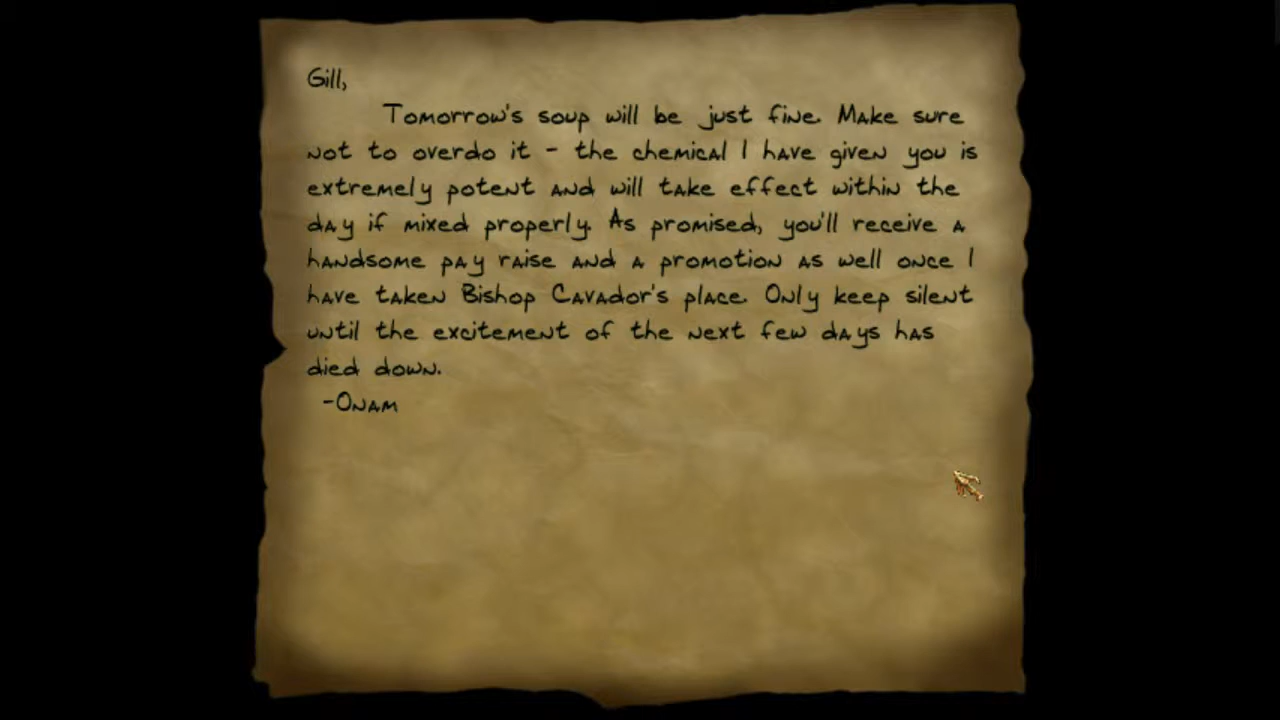 Gill,
Tomorrow's soup will be just fine. Make sure
not to overdo it - the chemical I have given you is
extremely potent and will take effect within the
day if mixed properly. As promised, you'll receive a
handsome pay raise and a promotion as well once I
have taken Bishop Cavador's place. Only keep silent
until the excitement of the next few days has
died down.
-Onam